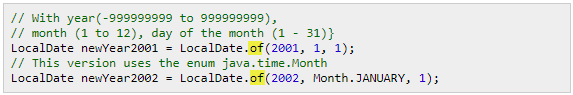 // With year(-999999999 to 999999999),
// month (1 to 12), day of the month (1 - 31)}
LocalDate newYear2001 = LocalDate.of(2001, 1, 1);
// This version uses the enum java.time.Month
LocalDate newYear2002 = LocalDate.of(2002, Month.JANUARY, 1);